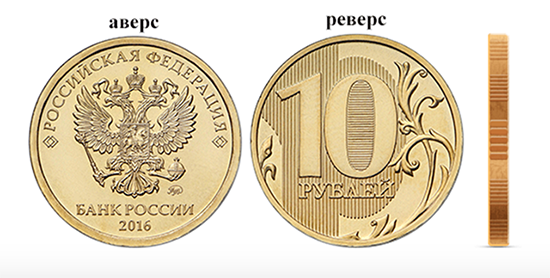 аверс
реверс
РОССИЙСКАЯ ФЕДЕРАЦИЯ
БАНК РОССИИ
2016
10
РУБЛЕЙ